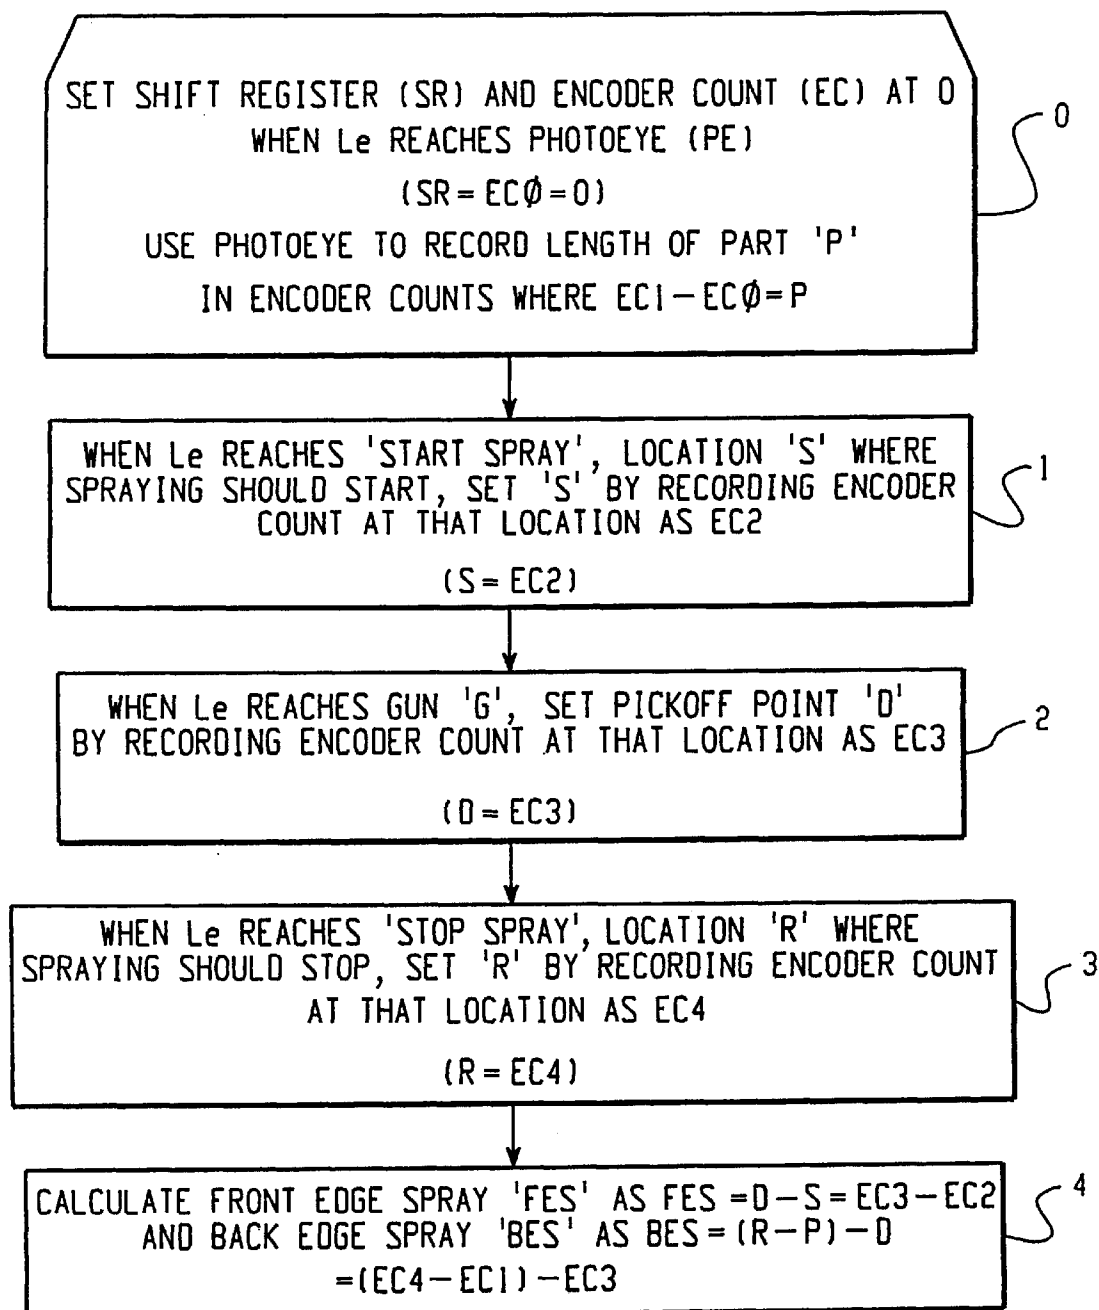 SET SHIFT REGISTER (SR) AND ENCODER COUNT (EC) AT 0
WHEN Le REACHES PHOTOEYE (PE)
(SR = ECØ = 0)
USE PHOTOEYE TO RECORD LENGTH OF PART 'P'
IN ENCODER COUNTS WHERE EC1 – ECØ = P
0
WHEN Le REACHES 'START SPRAY', LOCATION 'S' WHERE
SPRAYING SHOULD START, SET 'S' BY RECORDING ENCODER
COUNT AT THAT LOCATION AS EC2
(S = EC2)
1
WHEN Le REACHES GUN 'G', SET PICKOFF POINT 'D'
BY RECORDING ENCODER COUNT AT THAT LOCATION AS EC3
(D = EC3)
2
WHEN Le REACHES 'STOP SPRAY', LOCATION 'R' WHERE
SPRAYING SHOULD STOP, SET 'R' BY RECORDING ENCODER COUNT
AT THAT LOCATION AS EC4
(R = EC4)
3
CALCULATE FRONT EDGE SPRAY 'FES' AS FES = D – S = EC3 – EC2
AND BACK EDGE SPRAY 'BES' AS BES = (R – P) – D
= (EC4 – EC1) – EC3
4